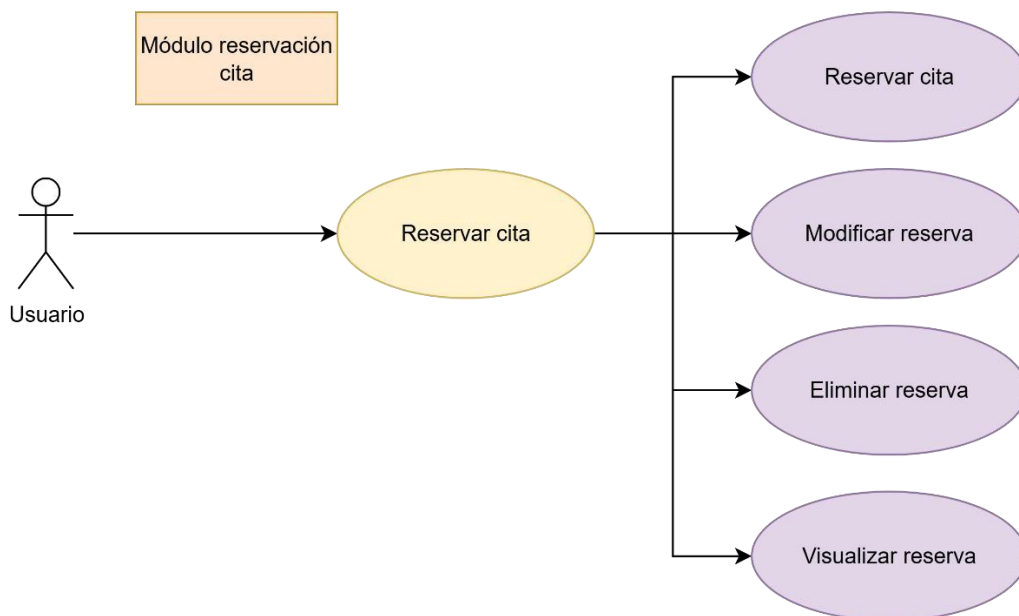 Módulo reservación
cita
Reservar cita
Reservar cita
Modificar reserva
Usuario
Eliminar reserva
Visualizar reserva